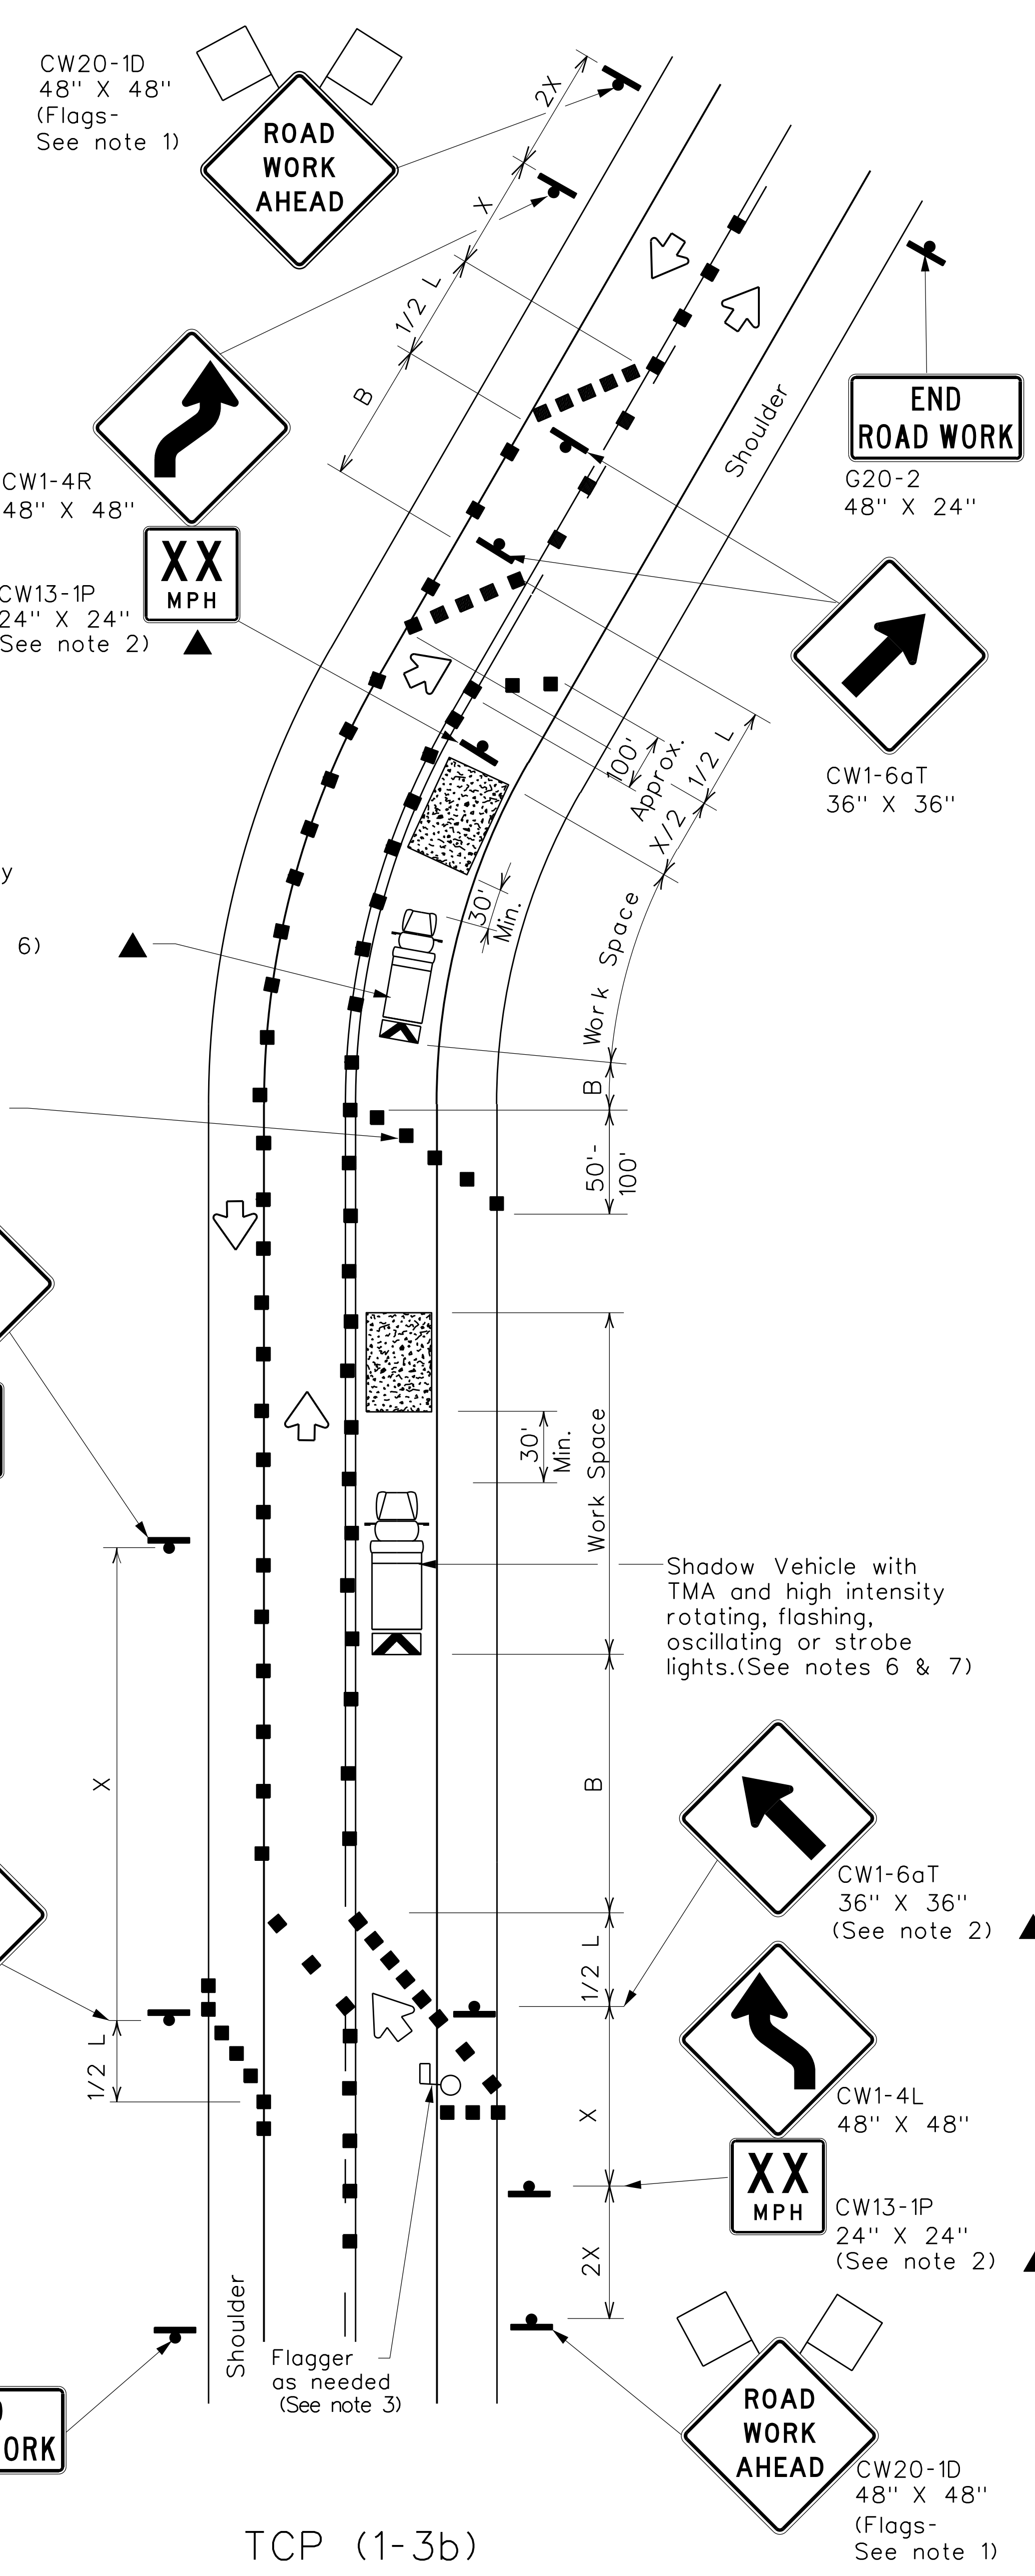 CW20-1D
48" X 48"
(Flags-
See note 1)
ROAD
WORK
AHEAD
2X
X
1/2 L
B
CW1-4R
48" X 48"
XX
MPH
CW13-1P
24" X 24"
(See note 2)
Shoulder
END
ROAD WORK
G20-2
48" X 24"
CW1-6aT
36" X 36"
100'
Approx.
1/2 L
X/2
30'
Min.
Work Space
y
6)
B
50'-
100'
30'
Min.
Work Space
Shadow Vehicle with
TMA and high intensity
rotating, flashing,
oscillating or strobe
lights.(See notes 6 & 7)
X
B
CW1-6aT
36" X 36"
(See note 2)
1/2 L
1/2 L
X
CW1-4L
48" X 48"
XX
MPH
CW13-1P
24" X 24"
(See note 2)
2X
Shoulder
Flagger
as needed
(See note 3)
ORK
ROAD
WORK
AHEAD
CW20-1D
48" X 48"
(Flags-
See note 1)
TCP (1-3b)